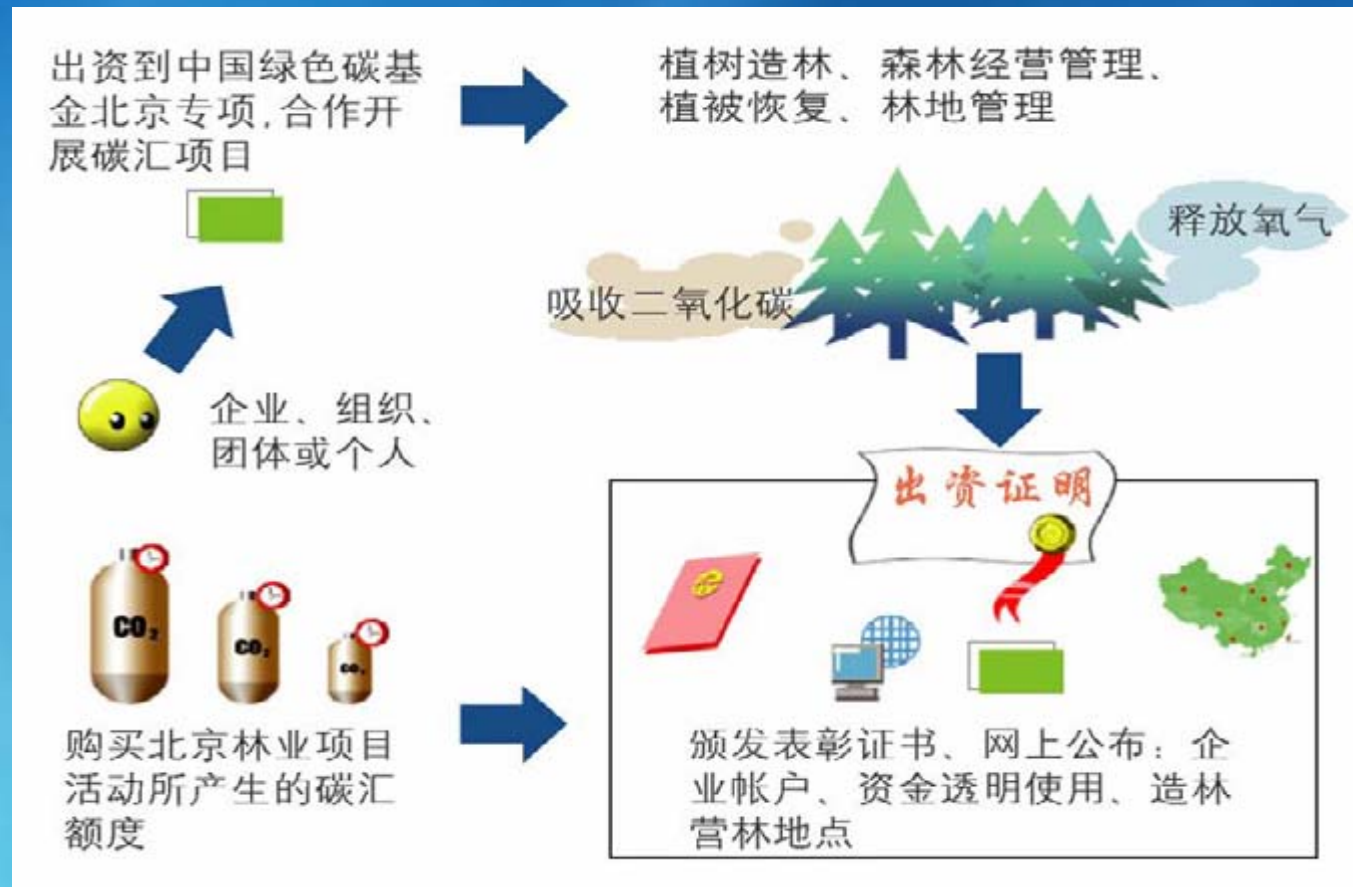 出资到中国绿色碳基
金北京专项,合作开
展碳汇项目
植树造林、森林经营管理、
植被恢复、林地管理
释放氧气
吸收二氧化碳
企业、组织、
团体或个人
出资证明
CO₂
CO₂
CO₂
购买北京林业项目
活动所产生的碳汇
额度
颁发表彰证书、网上公布：企
业帐户、资金透明使用、造林
营林地点